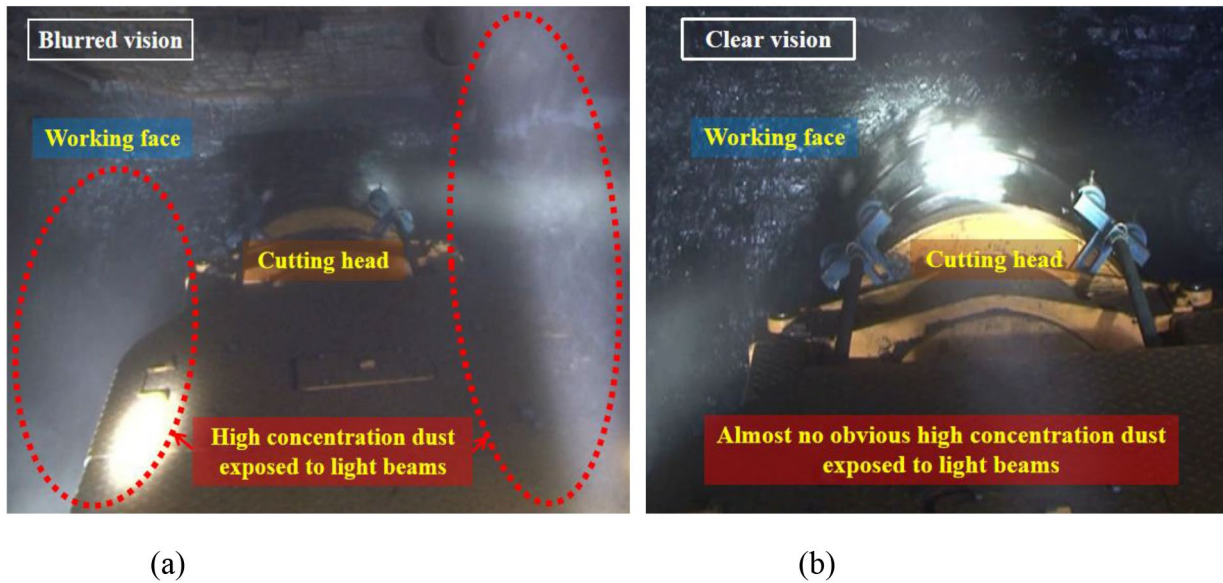 Blurred vision
Working face
Cutting head
High concentration dust
exposed to light beams
Clear vision
Working face
Cutting head
Almost no obvious high concentration dust
exposed to light beams
(a)
(b)